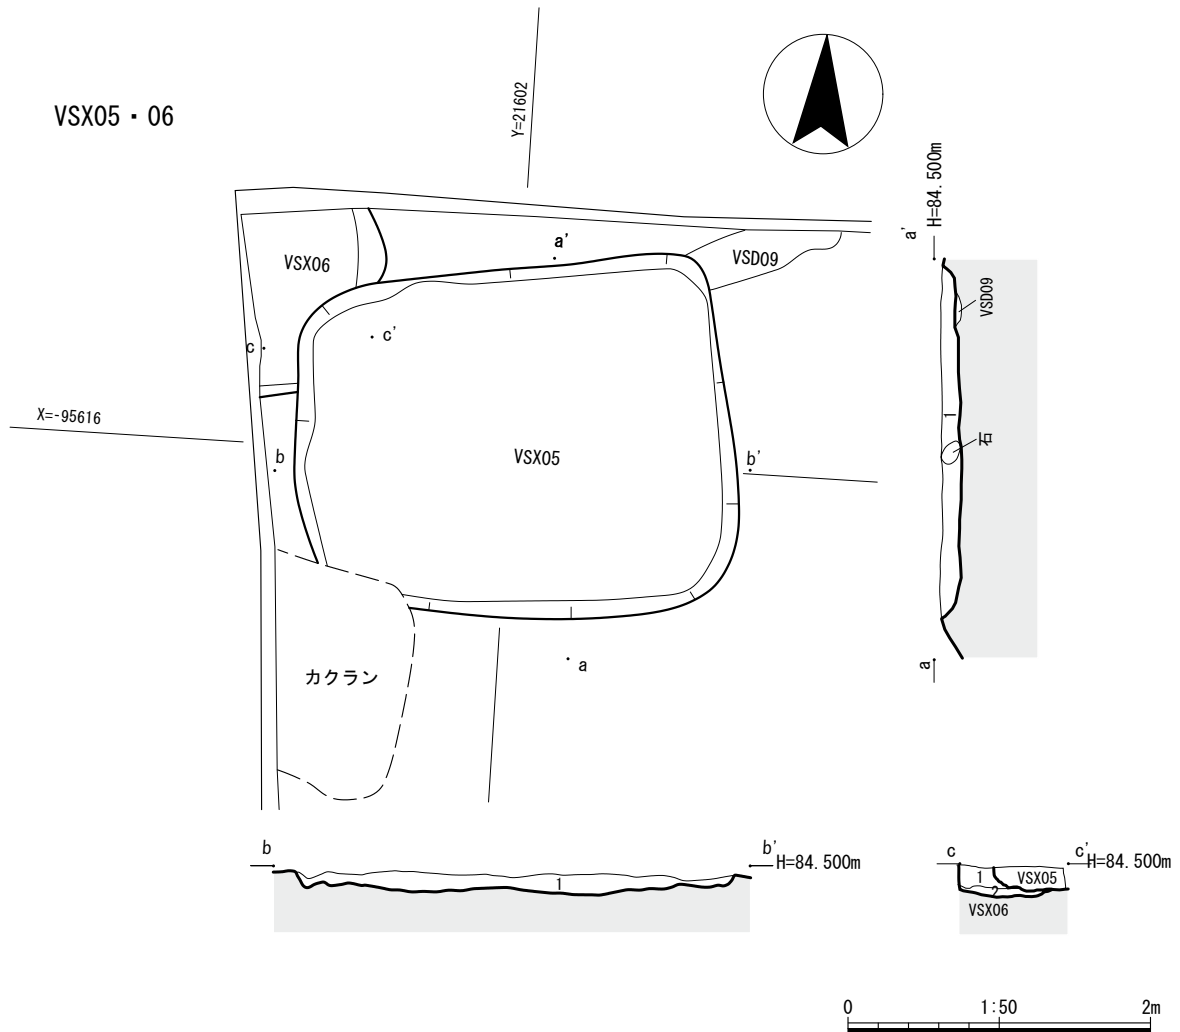 VSX05・06
Y=21602
a' H=84.500m
VSX06
a'
VSD09
c c'
VSD09
X=-95616
1
石
b VSX05 b'
a
a
カクラン
b b' H=84.500m
1
c c' H=84.500m
1 VSX05
2
VSX06
0 1:50 2m